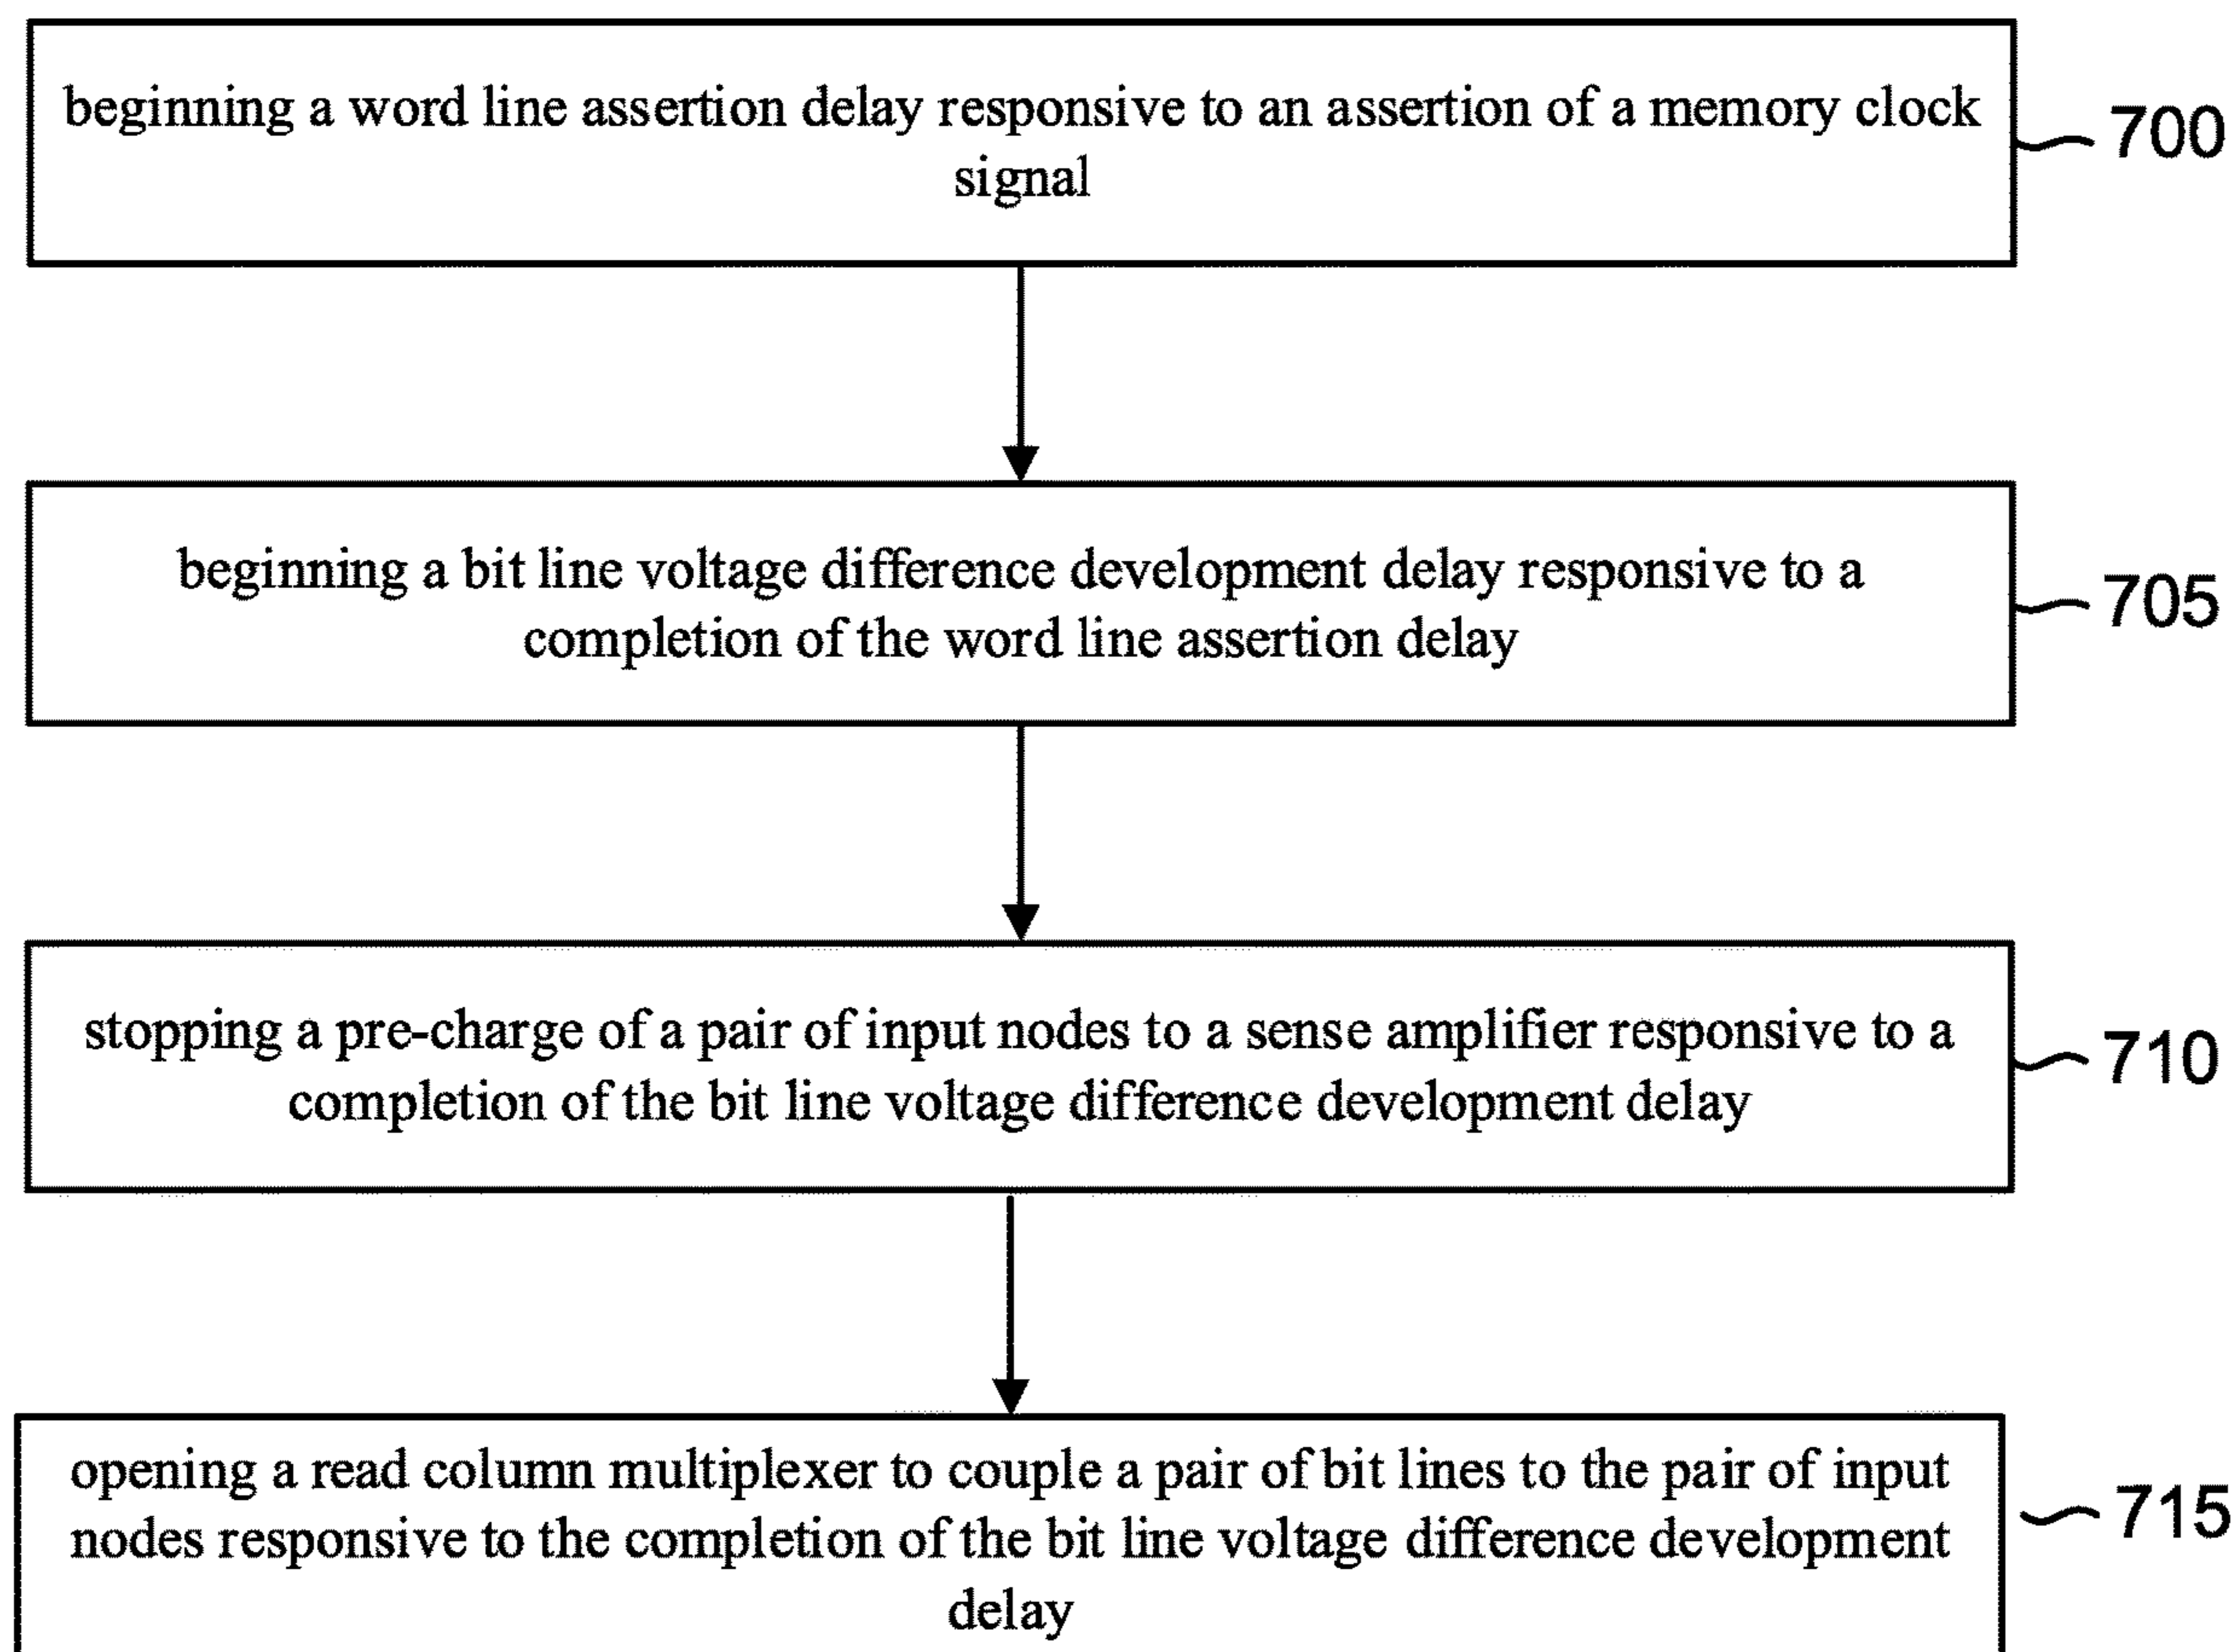 beginning a word line assertion delay responsive to an assertion of a memory clock
signal
700
beginning a bit line voltage difference development delay responsive to a
completion of the word line assertion delay
705
stopping a pre-charge of a pair of input nodes to a sense amplifier responsive to a
completion of the bit line voltage difference development delay
710
opening a read column multiplexer to couple a pair of bit lines to the pair of input
nodes responsive to the completion of the bit line voltage difference development
delay
715